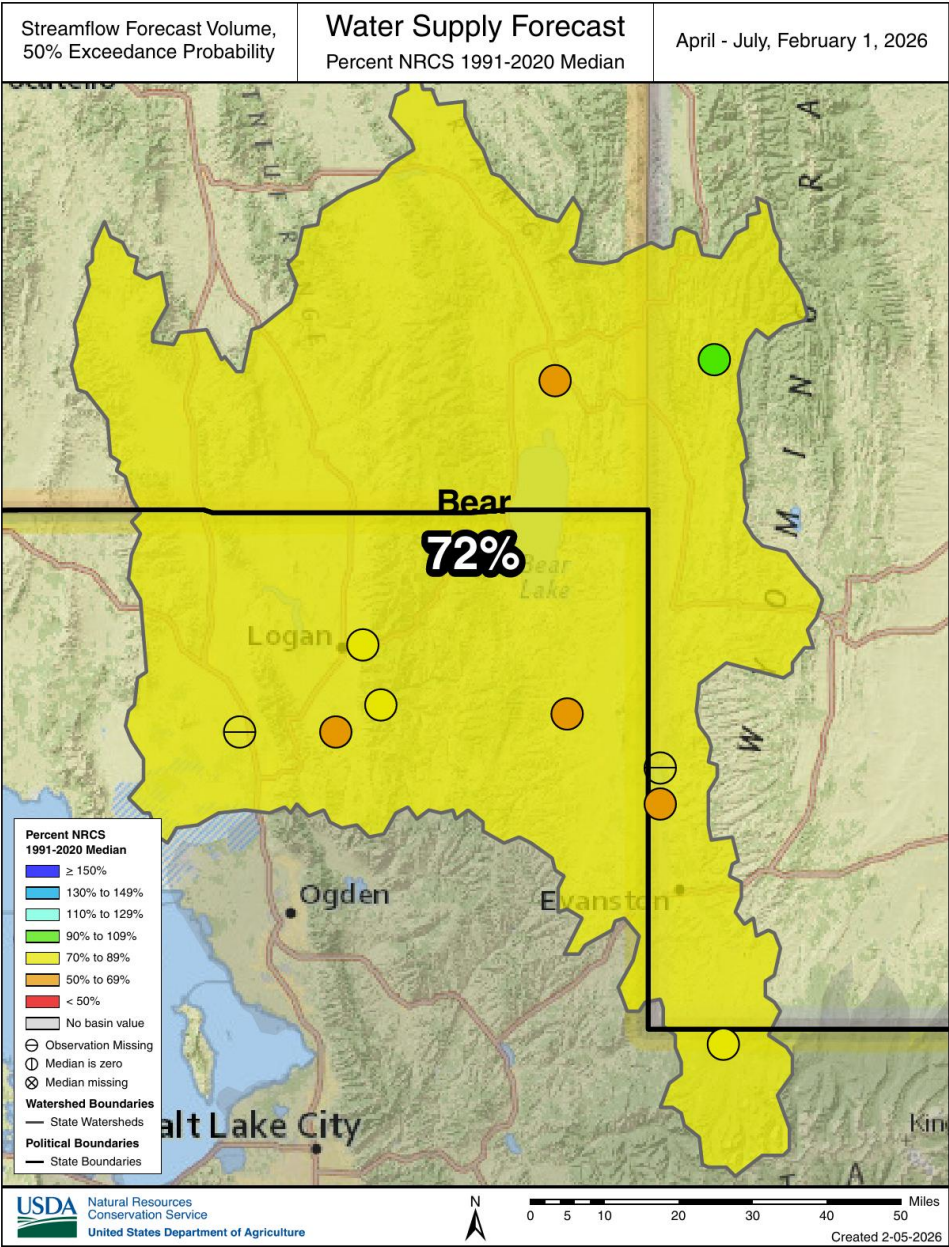 Streamflow Forecast Volume,
50% Exceedance Probability
Water Supply Forecast
Percent NRCS 1991-2020 Median
April - July, February 1, 2026
Bear
72%
Bear
Lake
Logan
Ogden
Evanston
alt Lake City
Kin
W Y O M I N G
R A
T A
Percent NRCS
1991-2020 Median
≥ 150%
130% to 149%
110% to 129%
90% to 109%
70% to 89%
50% to 69%
< 50%
No basin value
Observation Missing
Median is zero
Median missing
Watershed Boundaries
State Watersheds
Political Boundaries
State Boundaries
USDA
Natural Resources
Conservation Service
United States Department of Agriculture
N
Miles
0 5 10 20 30 40 50
Created 2-05-2026